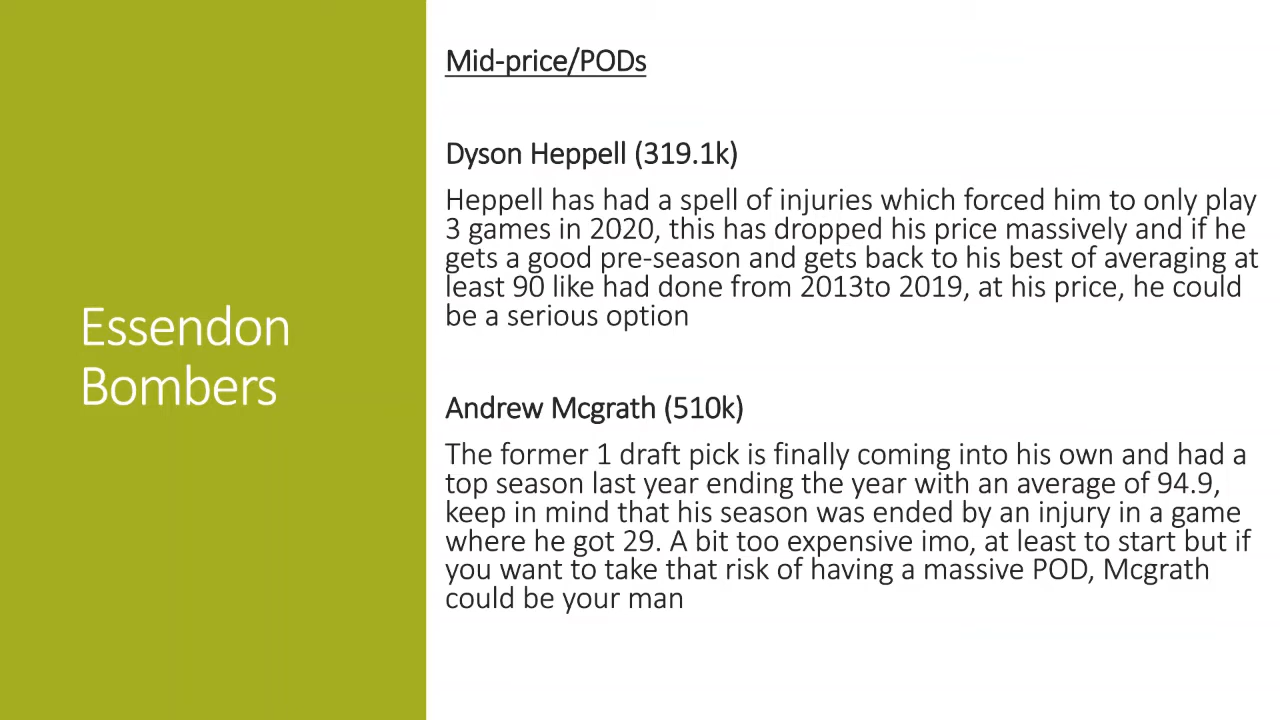 Essendon
Bombers
Mid-price/PODs
Dyson Heppell (319.1k)
Heppell has had a spell of injuries which forced him to only play
3 games in 2020, this has dropped his price massively and if he
gets a good pre-season and gets back to his best of averaging at
least 90 like had done from 2013to 2019, at his price, he could
be a serious option
Andrew Mcgrath (510k)
The former 1 draft pick is finally coming into his own and had a
top season last year ending the year with an average of 94.9,
keep in mind that his season was ended by an injury in a game
where he got 29. A bit too expensive imo, at least to start but if
you want to take that risk of having a massive POD, Mcgrath
could be your man